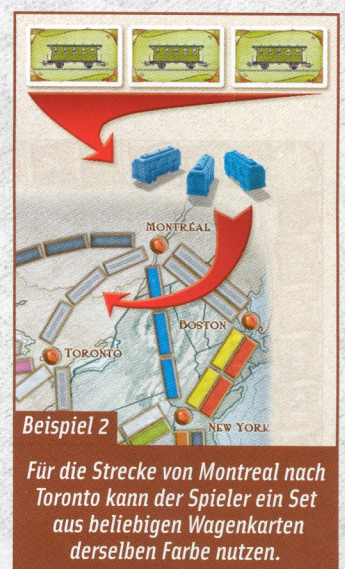 MONTRÉAL
BOSTON
TORONTO
NEW YORK
Beispiel 2
Für die Strecke von Montreal nach
Toronto kann der Spieler ein Set
aus beliebigen Wagenkarten
derselben Farbe nutzen.